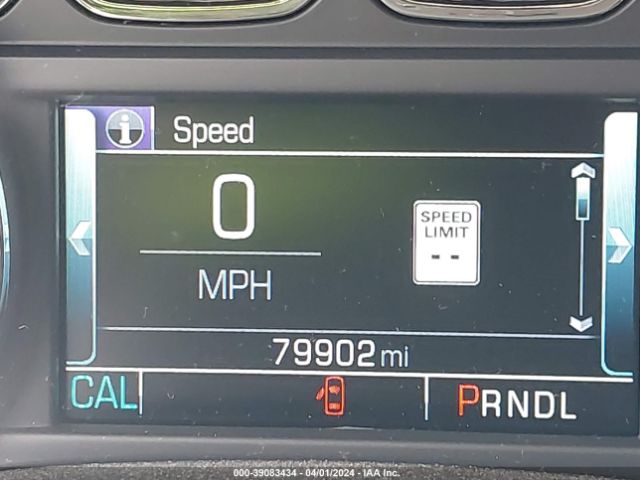 i Speed
0
MPH
SPEED
LIMIT
--
79902 mi
CAL
PRNDL
000-39083434 - 04/01/2024 - IAA Inc.